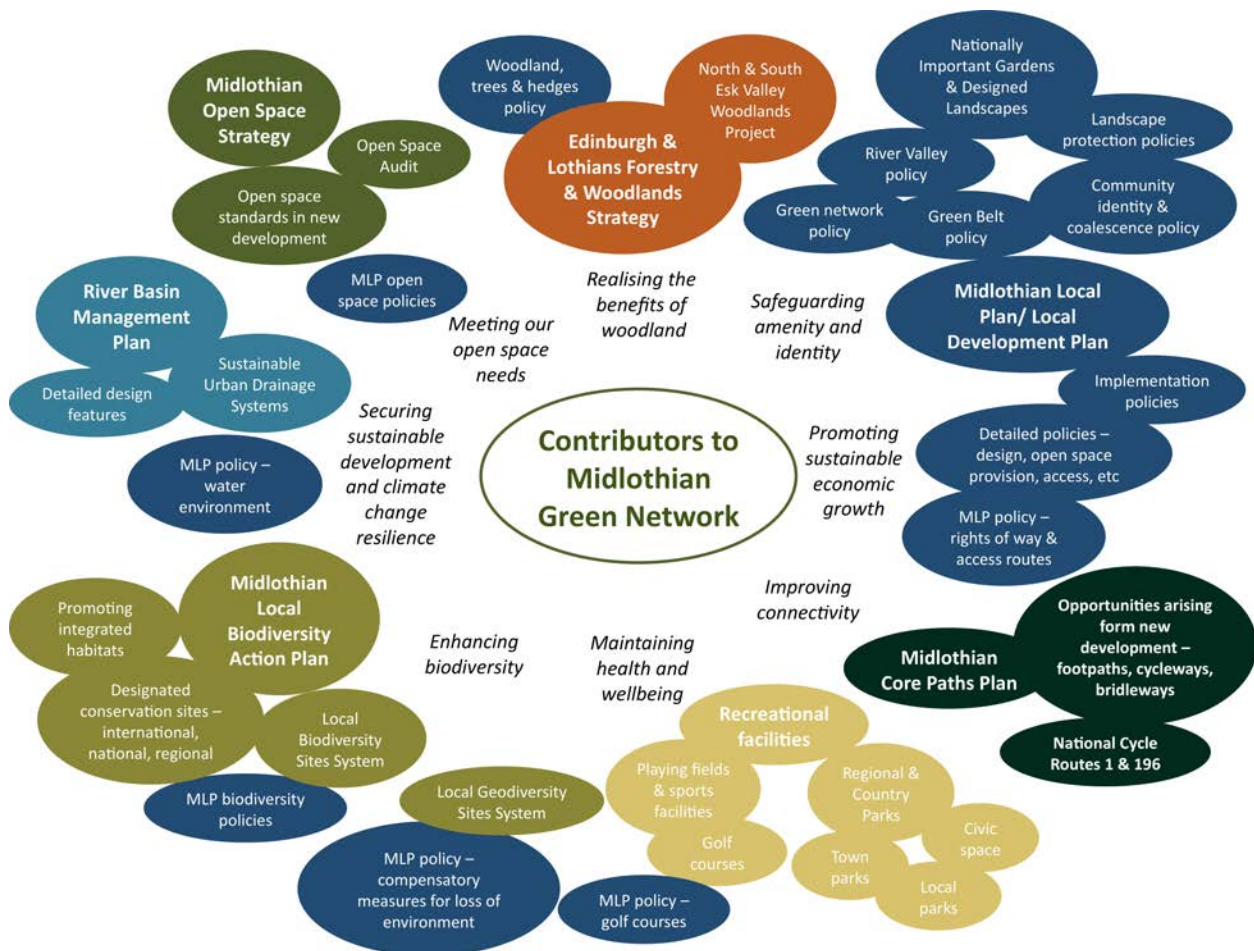 Midlothian
Open Space
Strategy
Open Space
Audit
Open space
standards in new
development
MLP open
space policies
Woodland,
trees & hedges
policy
North & South
Esk Valley
Woodlands
Project
Edinburgh &
Lothians Forestry
& Woodlands
Strategy
Nationally
Important Gardens
& Designed
Landscapes
Landscape
protection policies
River Valley
policy
Community
identity &
coalescence policy
Green network
policy
Green Belt
policy
Midlothian Local
Plan/ Local
Development Plan
Implementation
policies
Detailed policies –
design, open space
provision, access, etc
MLP policy –
rights of way &
access routes
River Basin
Management
Plan
Sustainable
Urban Drainage
Systems
Detailed design
features
MLP policy –
water
environment
Meeting our
open space
needs
Realising the
benefits of
woodland
Safeguarding
amenity and
identity
Securing
sustainable
development
and climate
change
resilience
Contributors to
Midlothian
Green Network
Promoting
sustainable
economic
growth
Improving
connectivity
Enhancing
biodiversity
Maintaining
health and
wellbeing
Midlothian
Local
Biodiversity
Action Plan
Promoting
integrated
habitats
Designated
conservation sites –
international,
national, regional
Local
Biodiversity
Sites System
MLP biodiversity
policies
Local Geodiversity
Sites System
MLP policy –
compensatory
measures for loss of
environment
MLP policy –
golf courses
Recreational
facilities
Playing fields
& sports
facilities
Golf
courses
Regional &
Country
Parks
Town
parks
Civic
space
Local
parks
Midlothian
Core Paths Plan
Opportunities arising
form new
development –
footpaths, cycleways,
bridleways
National Cycle
Routes 1 & 196